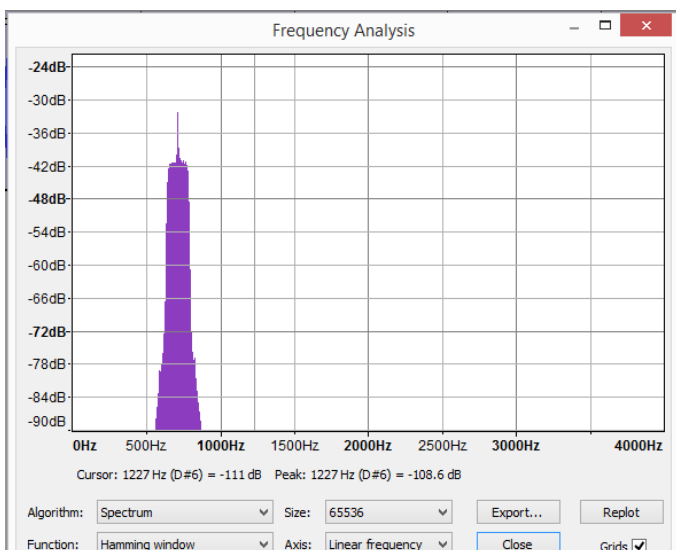 Frequency Analysis
-24dB
-30dB
-36dB
-42dB
-48dB
-54dB
-60dB
-66dB
-72dB
-78dB
-84dB
-90dB
0Hz 500Hz 1000Hz 1500Hz 2000Hz 2500Hz 3000Hz 4000Hz
Cursor: 1227 Hz (D#6) = -111 dB Peak: 1227 Hz (D#6) = -108.6 dB
Algorithm: Spectrum Size: 65536 Export... Replot
Function: Hamming window Axis: Linear frequency Close Grids